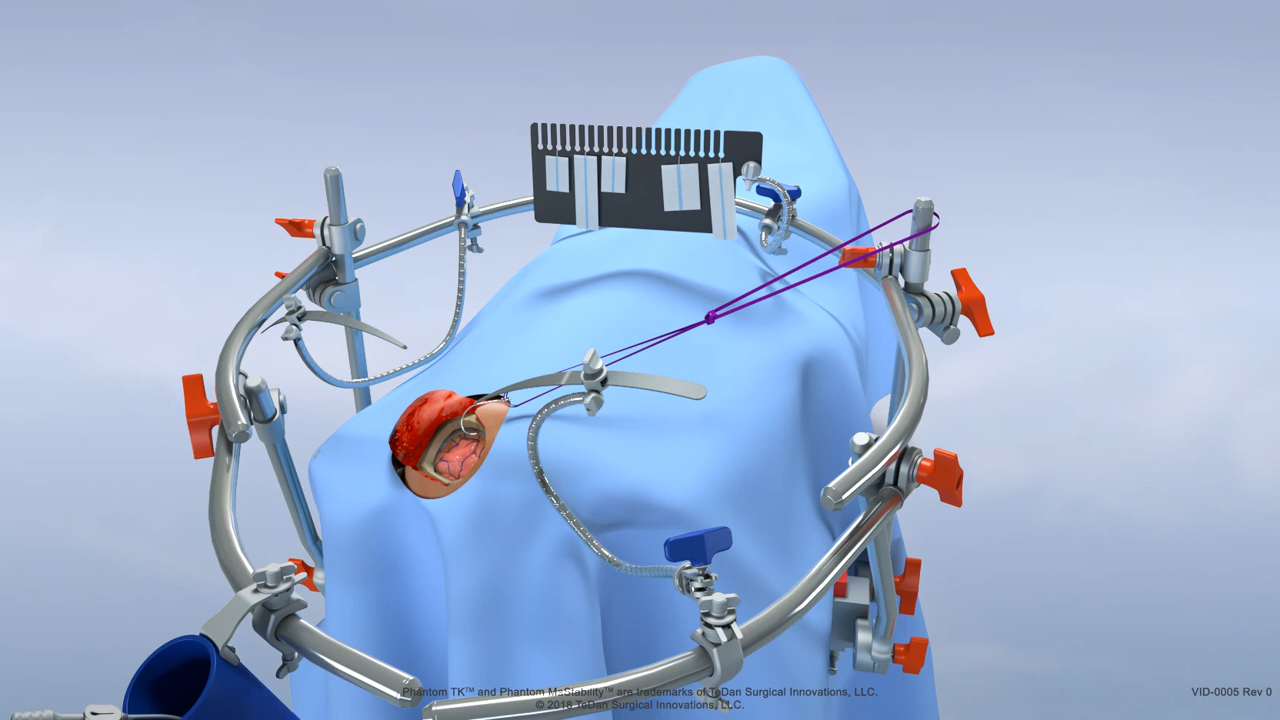 Phantom TK™ and Phantom McStability™ are trademarks of TeDan Surgical Innovations, LLC.
© 2018 TeDan Surgical Innovations, LLC.
VID-0005 Rev 0